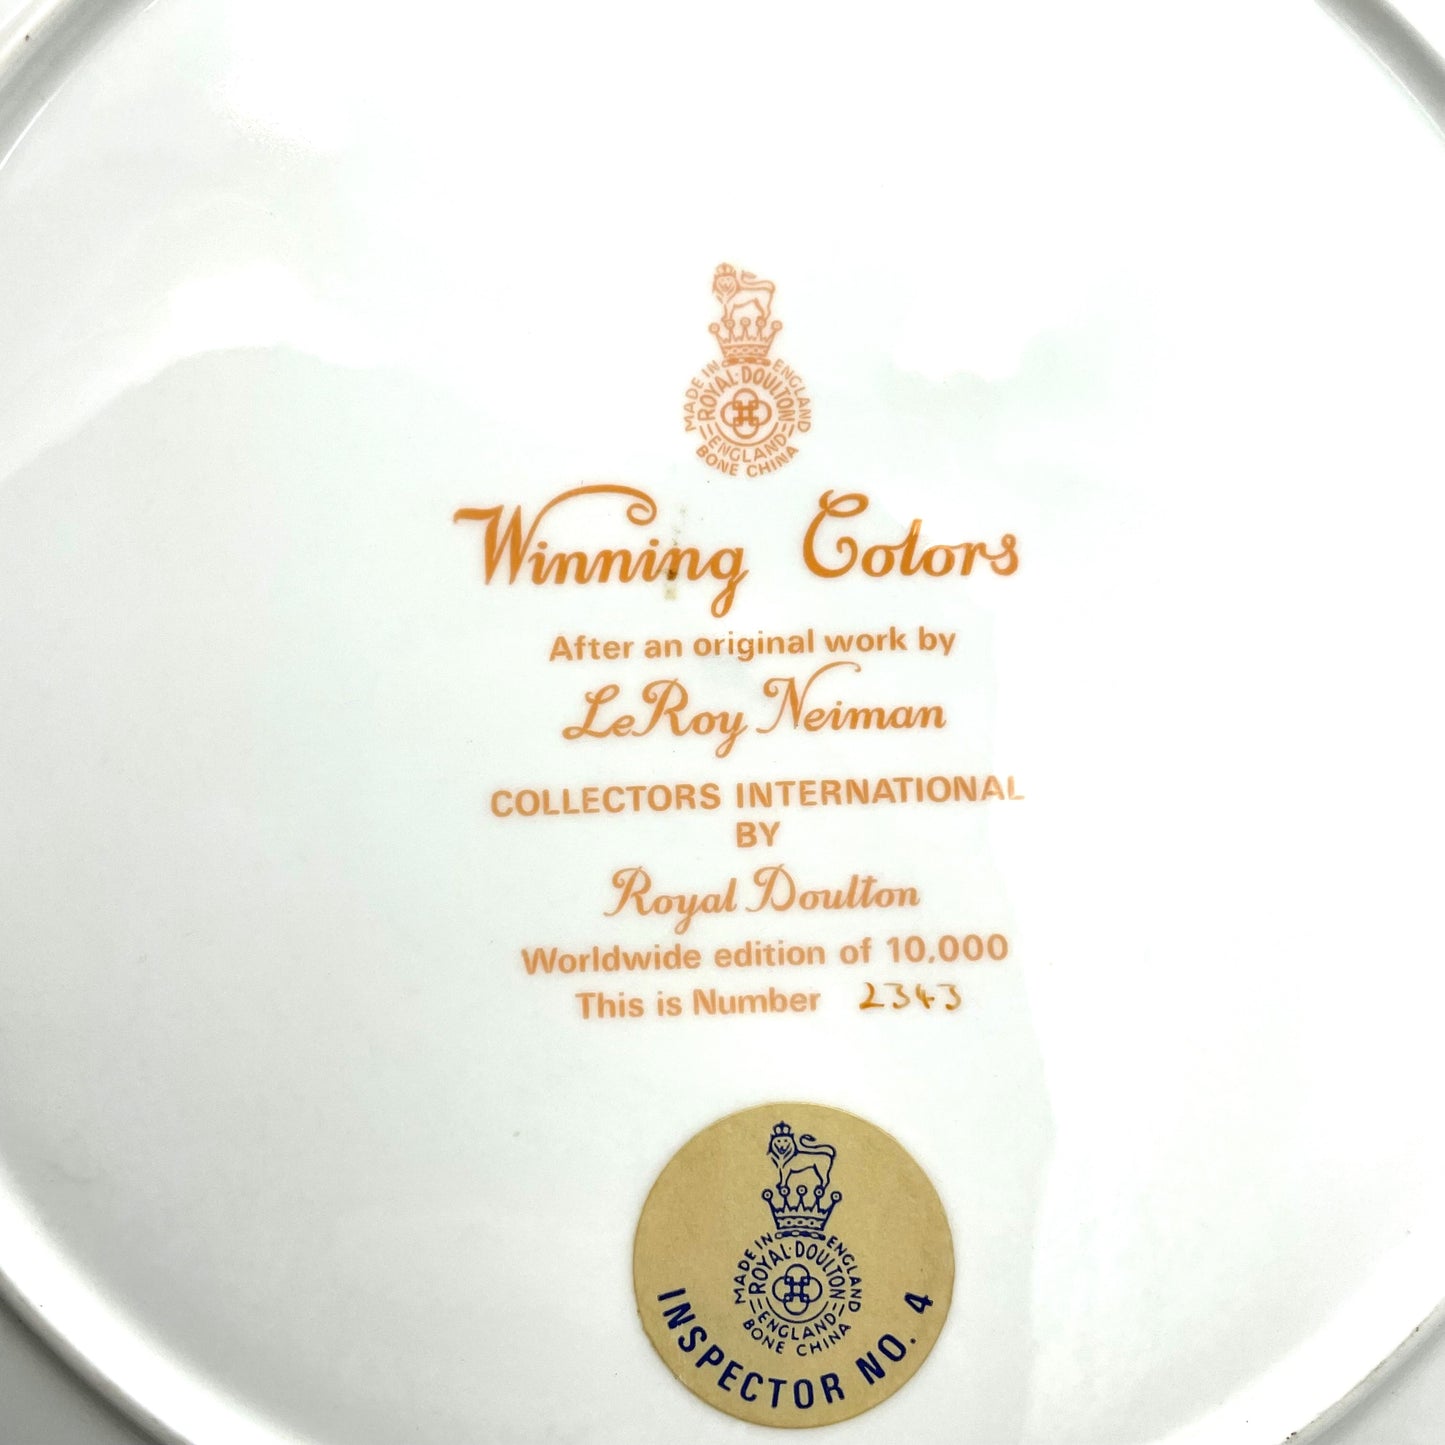 MADE IN ENGLAND
ROYAL·DOULTON
ENGLAND
BONE CHINA
Winning Colors
After an original work by
LeRoy Neiman
COLLECTORS INTERNATIONAL
BY
Royal Doulton
Worldwide edition of 10,000
This is Number 2343
MADE IN ENGLAND
ROYAL·DOULTON
ENGLAND
BONE CHINA
INSPECTOR NO. 4